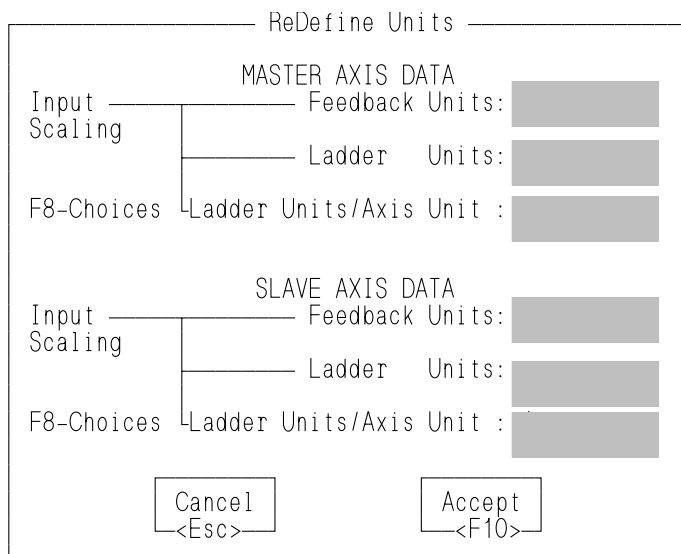 ReDefine Units
MASTER AXIS DATA
Input Feedback Units:
Scaling
Ladder Units:
F8-Choices Ladder Units/Axis Unit :
SLAVE AXIS DATA
Input Feedback Units:
Scaling
Ladder Units:
F8-Choices Ladder Units/Axis Unit :
Cancel Accept
<Esc> <F10>